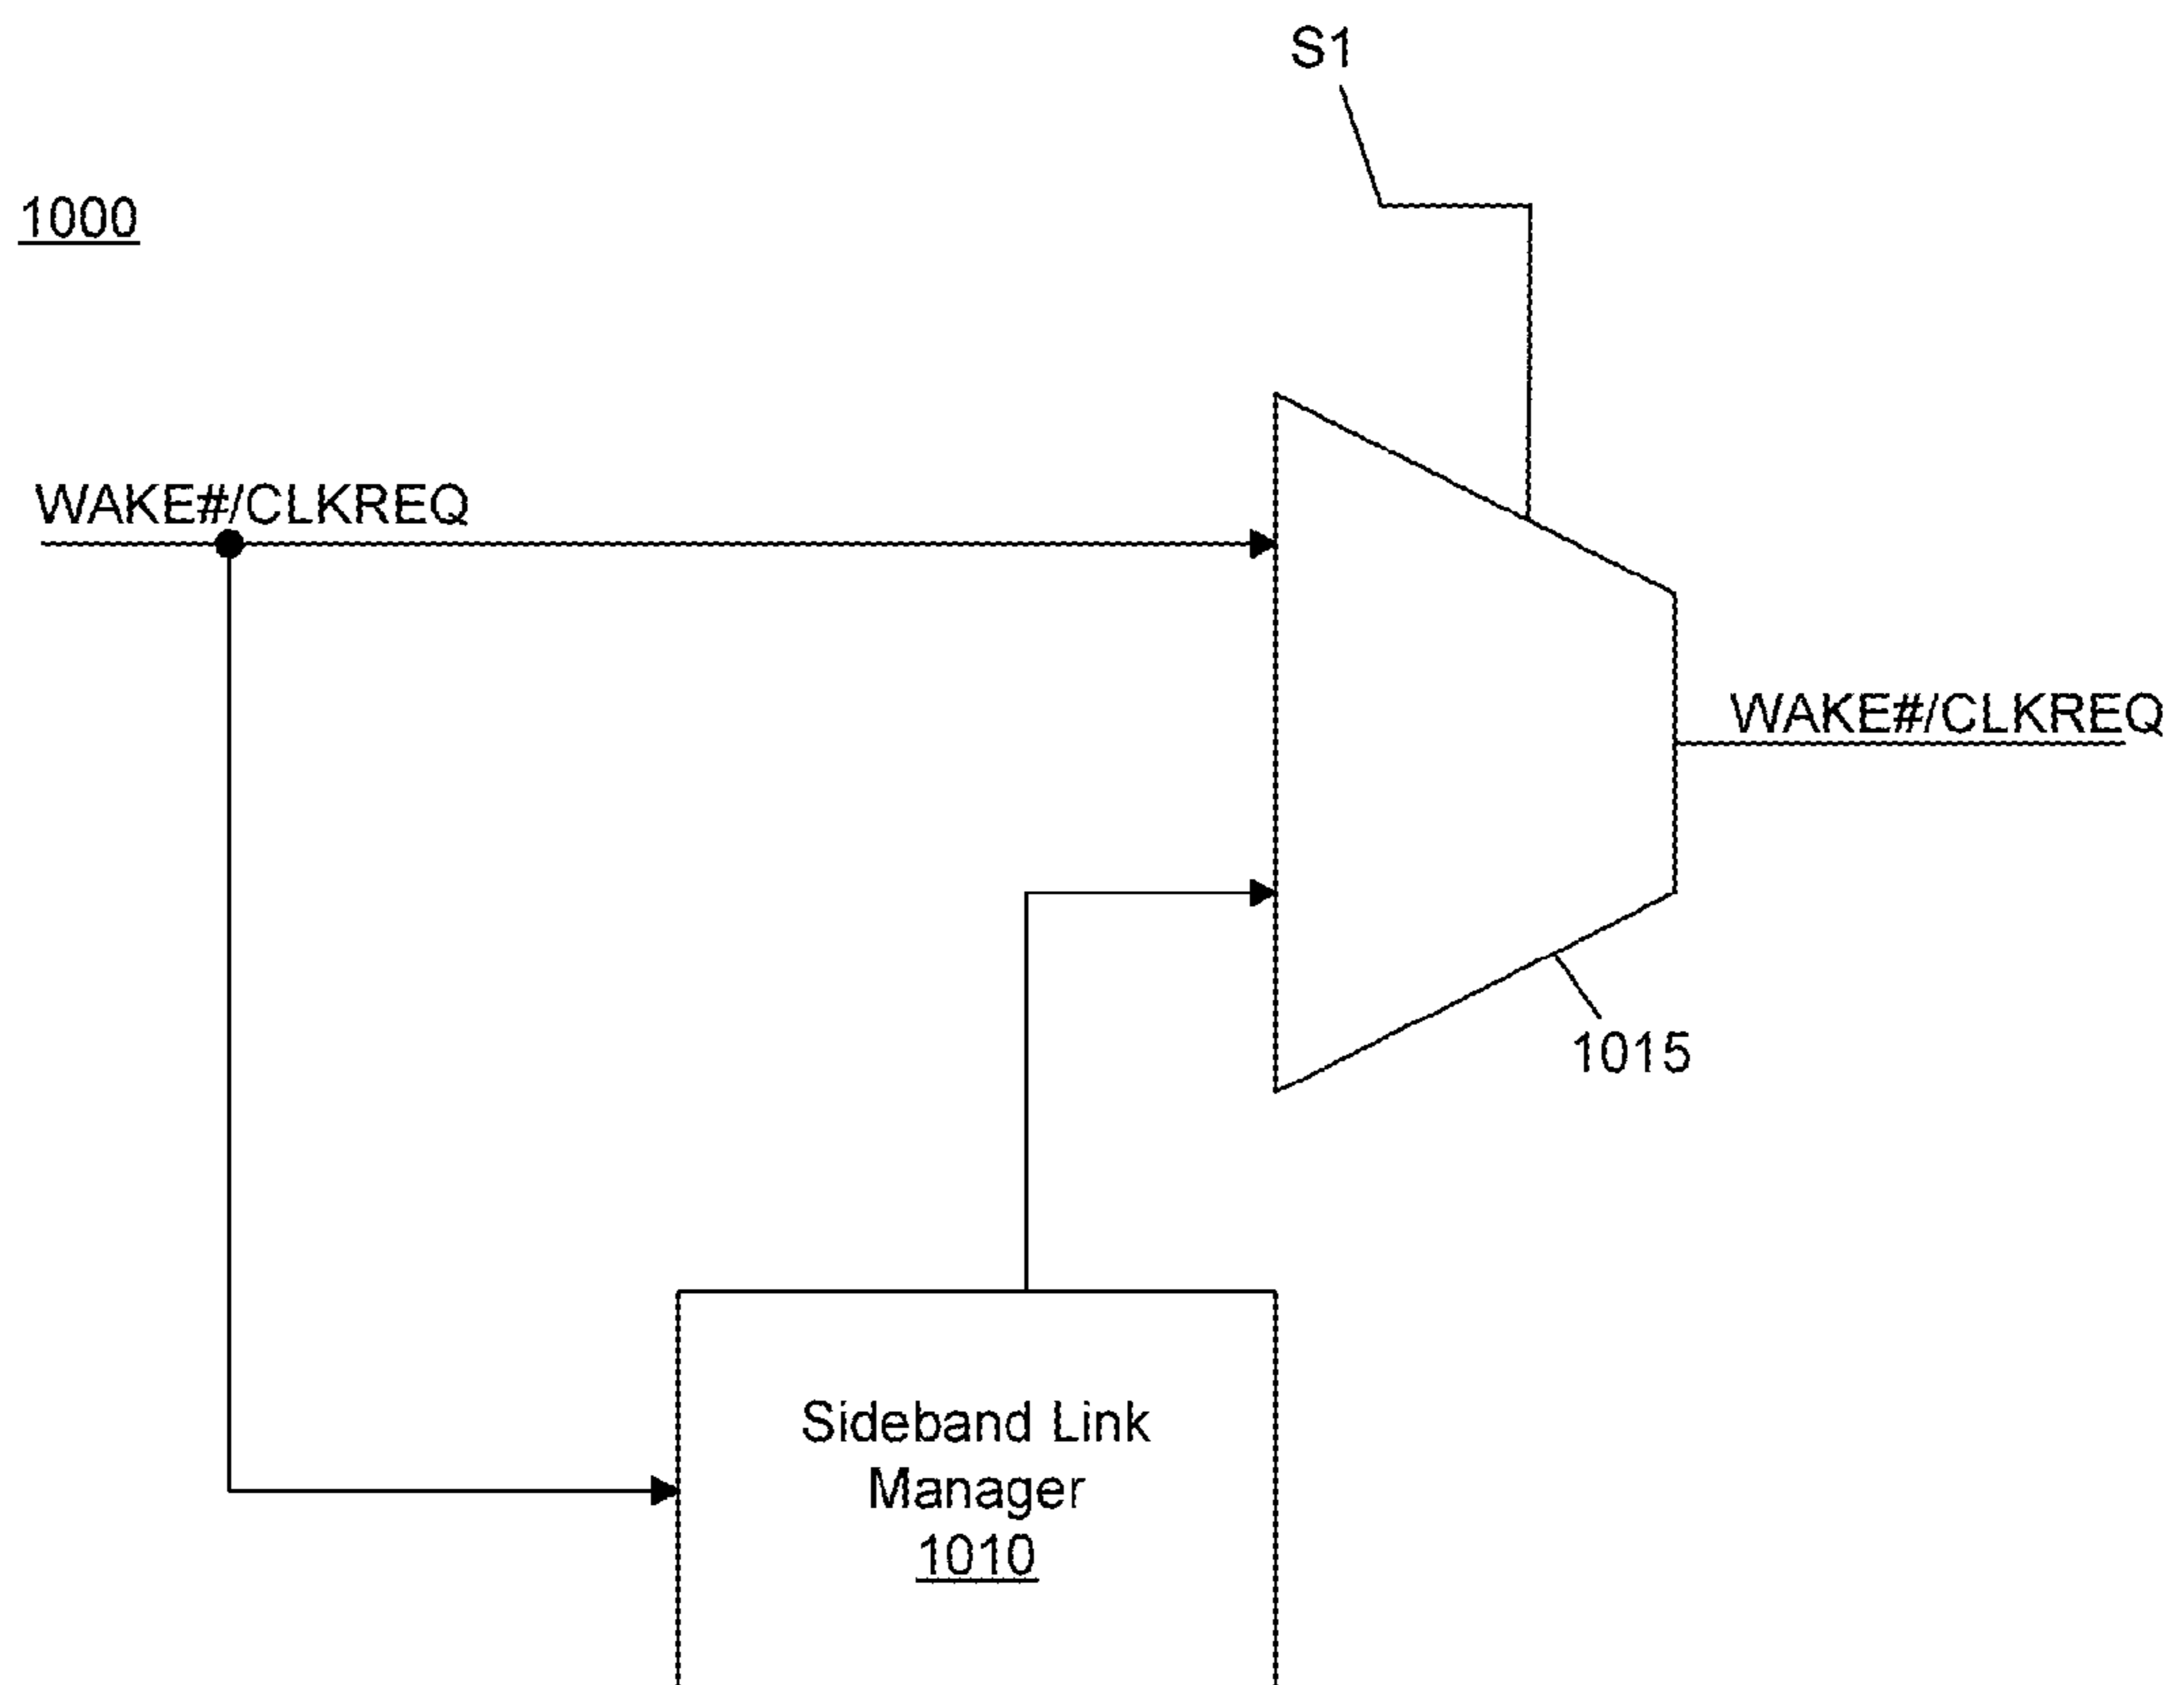 S1
1000
WAKE#/CLKREQ
WAKE#/CLKREQ
1015
Sideband Link
Manager
1010